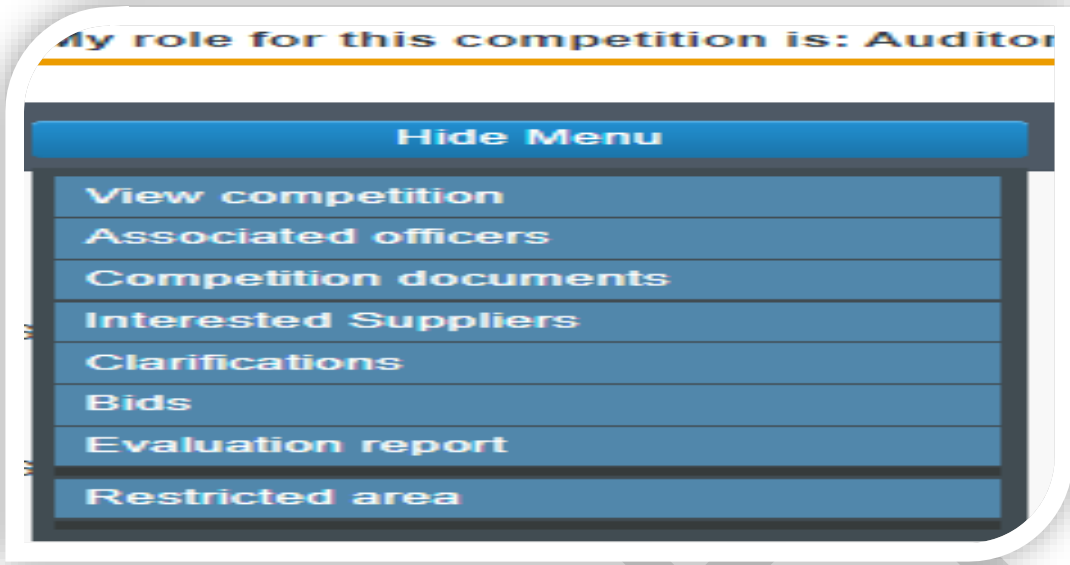 My role for this competition is: Auditor
Hide Menu
View competition
Associated officers
Competition documents
Interested Suppliers
Clarifications
Bids
Evaluation report
Restricted area